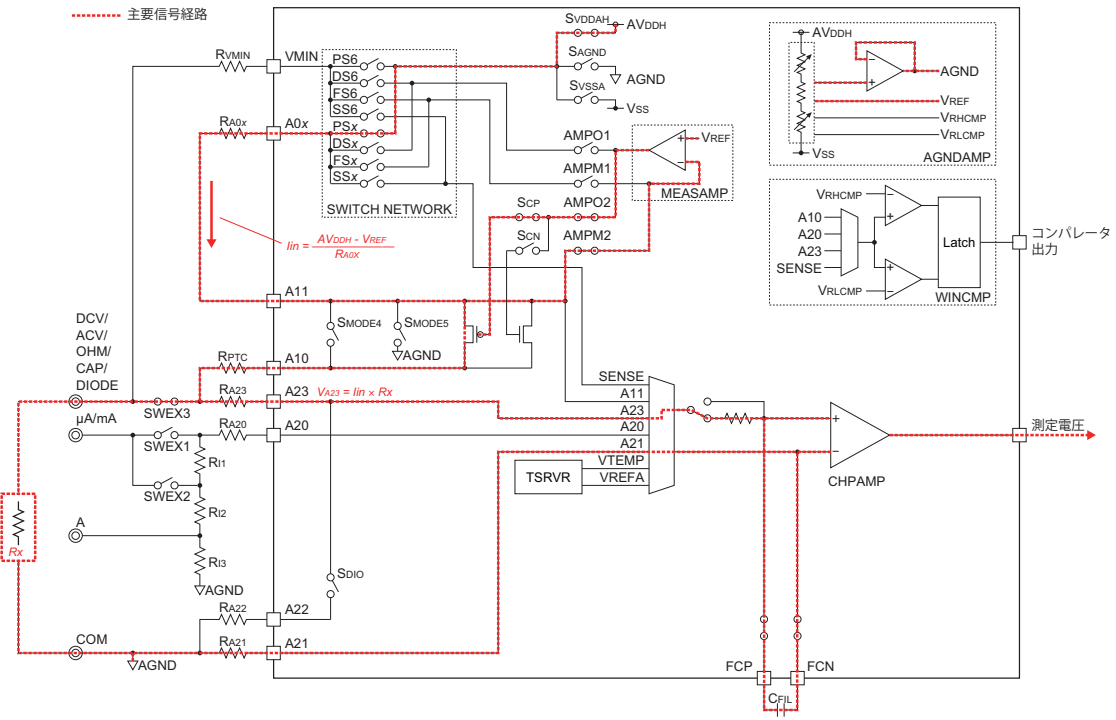 主要信号経路
SVDDAH
AVDDH
SAGND
AGND
SVSSA
VSS
RVMIN
VMIN
PS6
DS6
FS6
SS6
RA0x
A0x
PSx
DSx
FSx
SSx
SWITCH NETWORK
AMPO1
AMPM1
AMPO2
AMPM2
VREF
MEASAMP
SCP
SCN
AVDDH
AGND
VREF
VRHCMP
VRLCMP
VSS
AGNDAMP
VRHCMP
A10
A20
A23
SENSE
VRLCMP
Latch
WINCMP
コンパレータ
出力
Iin = AVDDH - VREF
RA0X
A11
SMODE4
SMODE5
AGND
DCV/
ACV/
OHM/
CAP/
DIODE
RPTC
A10
RA23
A23
VA23 = Iin × Rx
SWEX3
μA/mA
SWEX1
RA20
A20
RI1
SWEX2
RI2
A
RI3
AGND
Rx
SENSE
A11
A23
A20
A21
VTEMP
VREFA
TSRVR
CHPAMP
測定電圧
SDIO
RA22
A22
COM
RA21
A21
AGND
FCP
FCN
CFIL